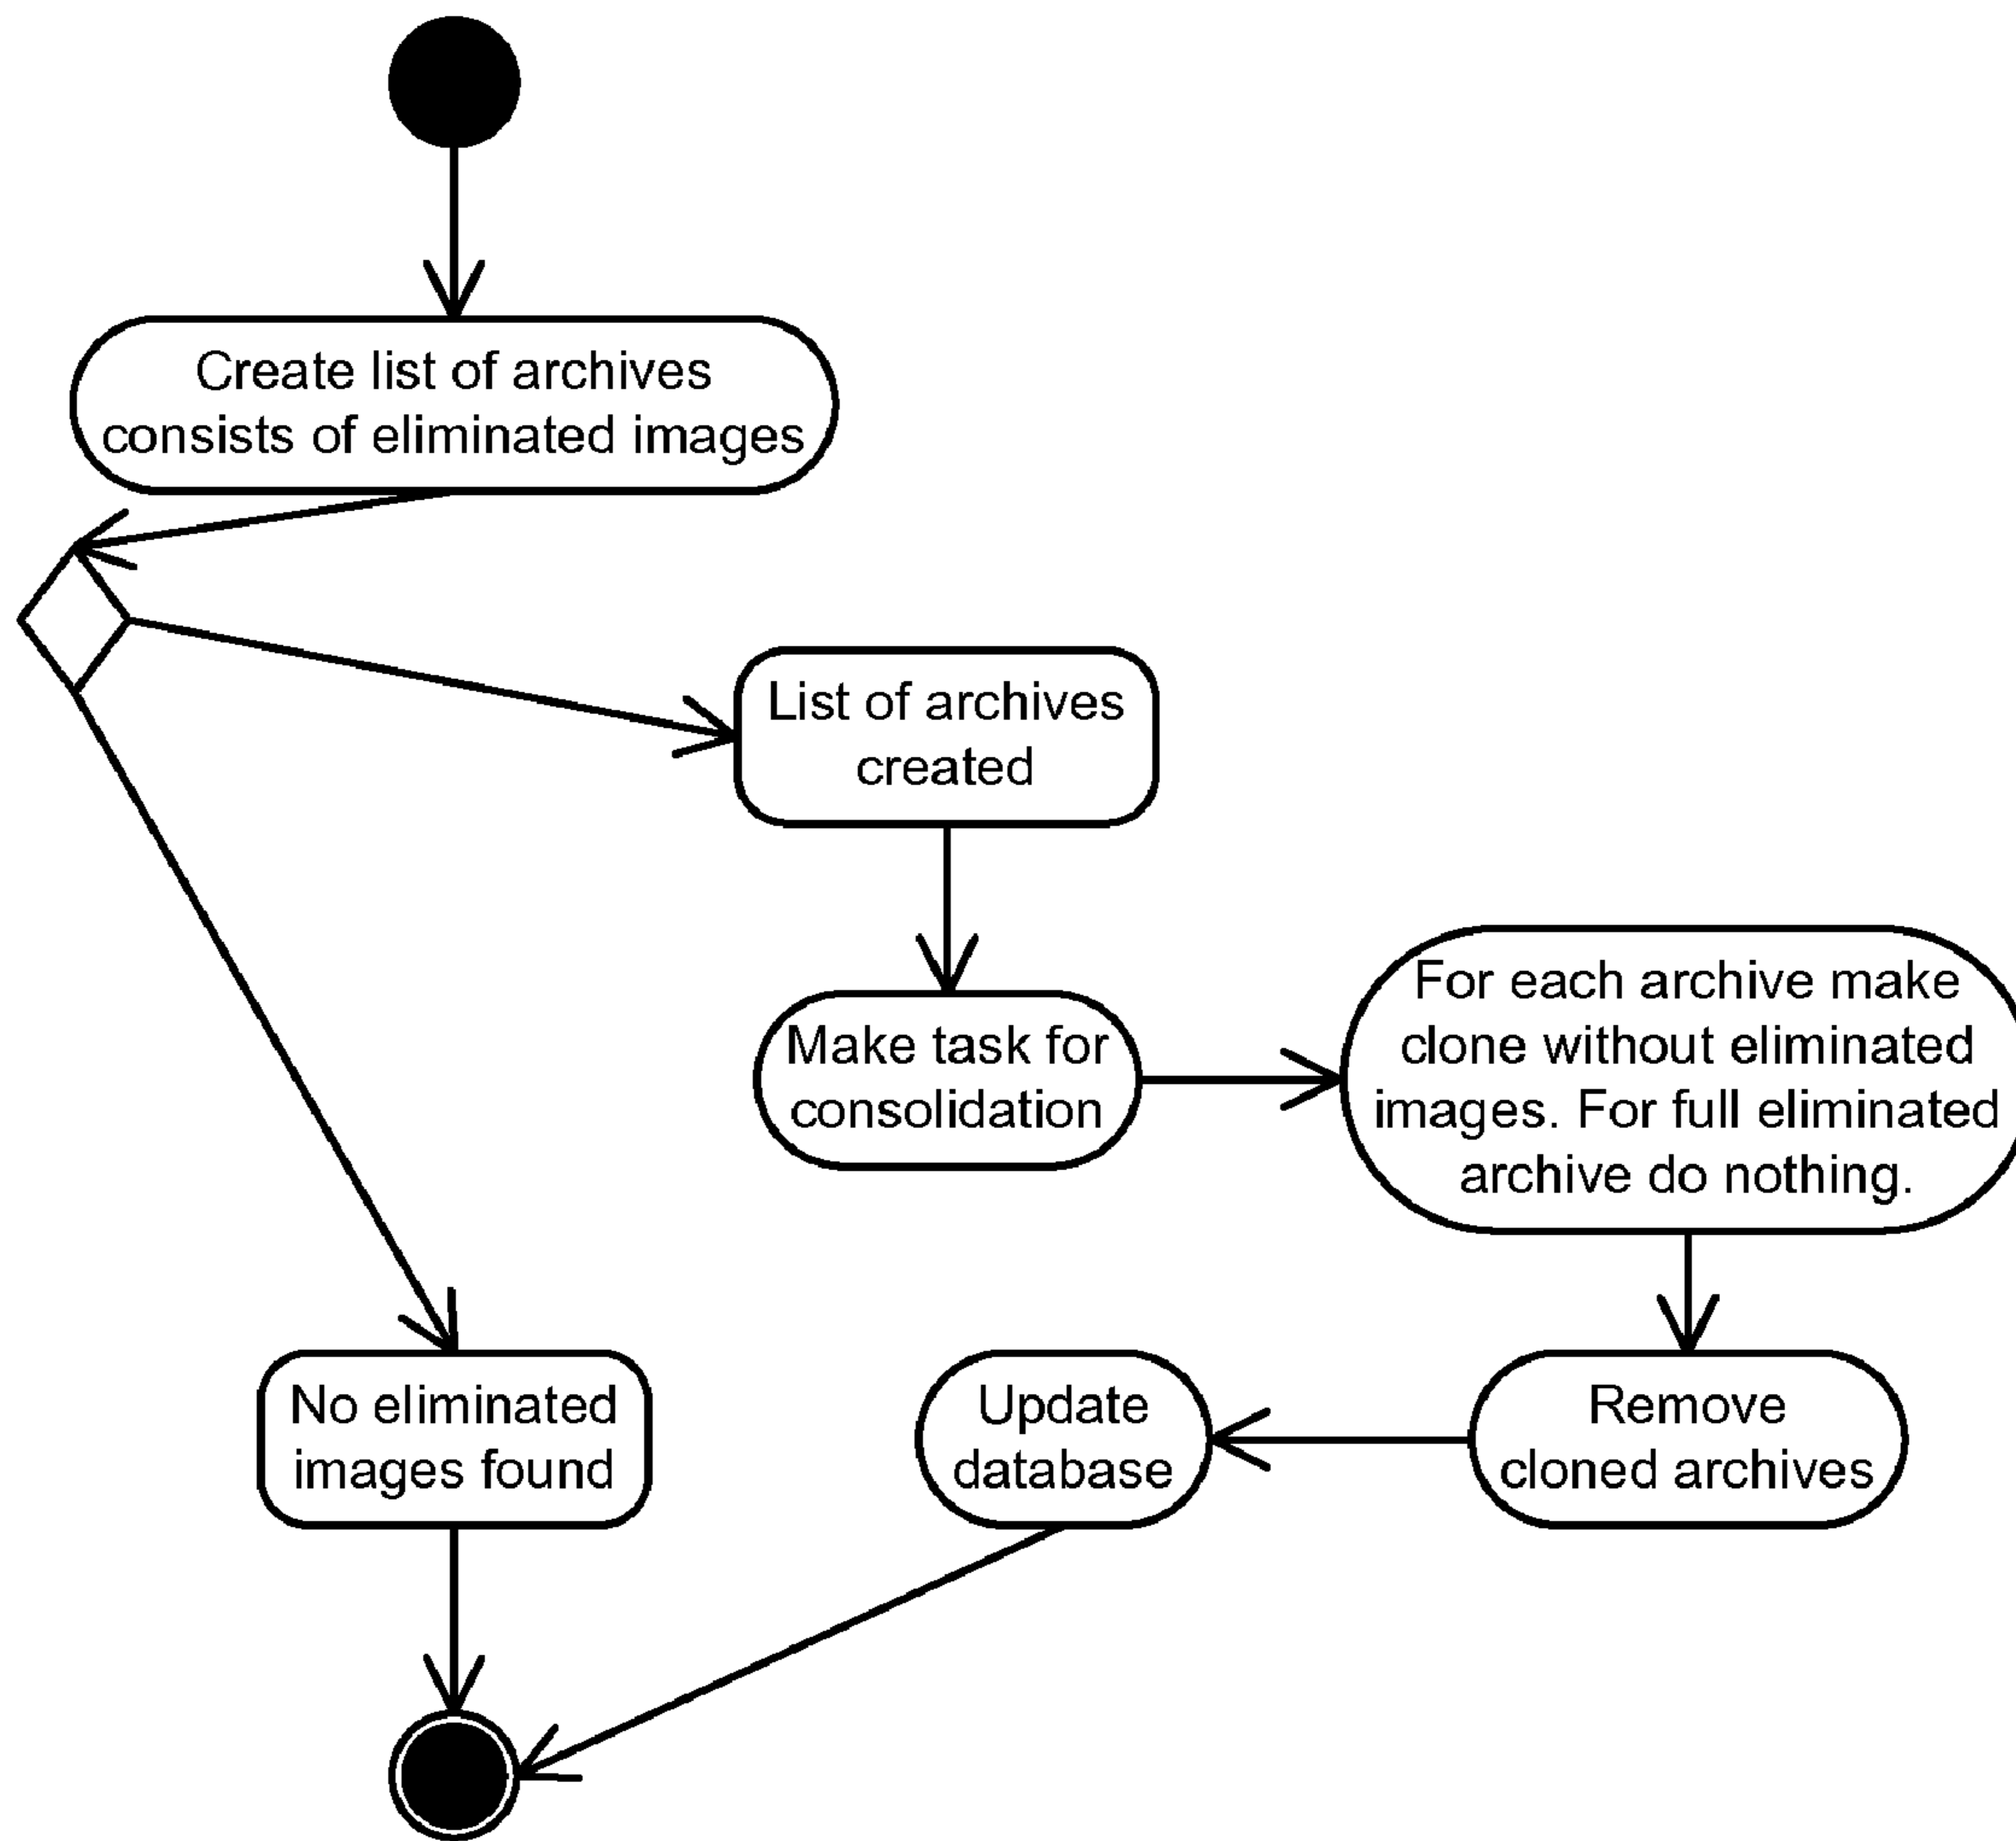 Create list of archives
consists of eliminated images
List of archives
created
Make task for
consolidation
For each archive make
clone without eliminated
images. For full eliminated
archive do nothing.
Remove
cloned archives
Update
database
No eliminated
images found